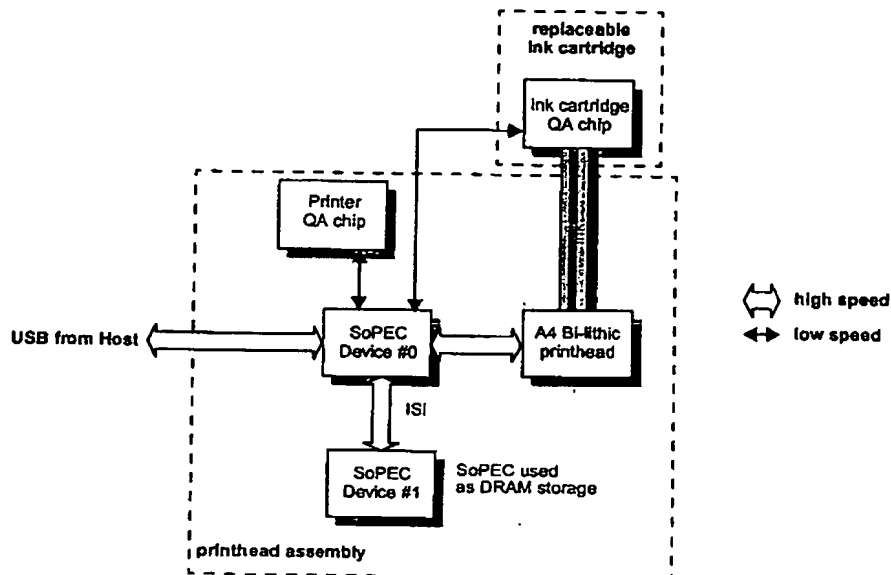 replaceable
ink cartridge
Ink cartridge
QA chip
Printer
QA chip
high speed
low speed
USB from Host
SoPEC
Device #0
A4 Bi-lithic
printhead
ISI
SoPEC
Device #1
SoPEC used
as DRAM storage
printhead assembly